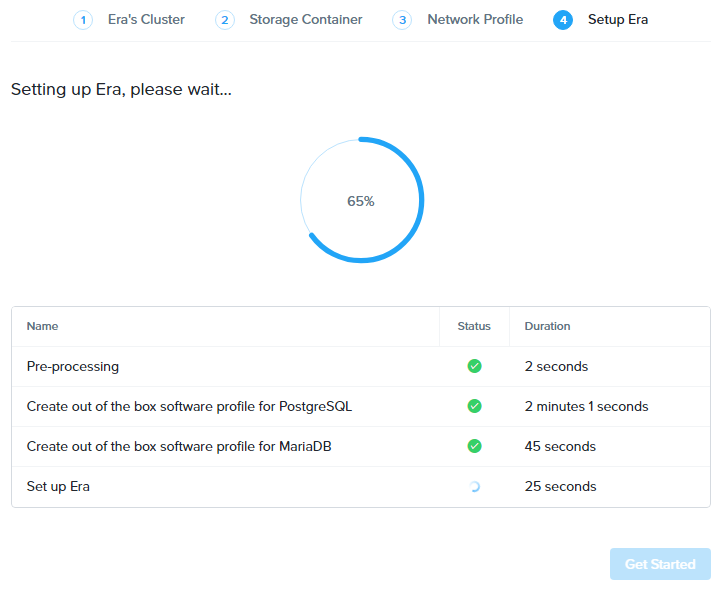 1 Era's Cluster 2 Storage Container 3 Network Profile 4 Setup Era
Setting up Era, please wait...
65%
Name Status Duration
Pre-processing 2 seconds
Create out of the box software profile for PostgreSQL 2 minutes 1 seconds
Create out of the box software profile for MariaDB 45 seconds
Set up Era 25 seconds
Get Started